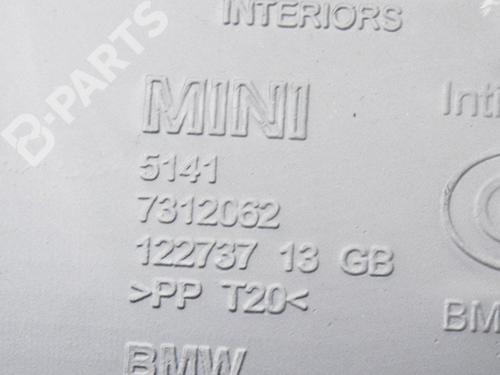 INTERIORS
B-PARTS
MINI
Inti
5141
7312062
122737 13 GB
>PP T20<
BM
BMW